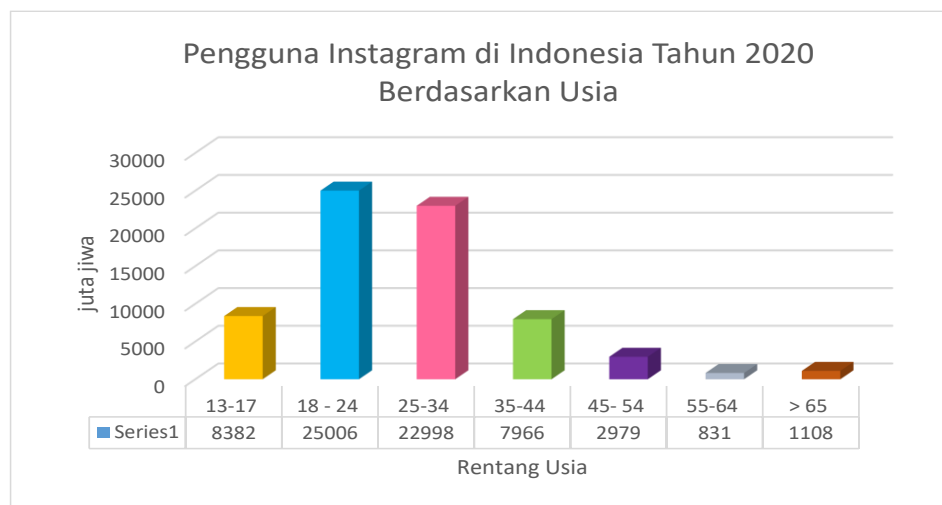 Pengguna Instagram di Indonesia Tahun 2020
Berdasarkan Usia
juta jiwa
30000
25000
20000
15000
10000
5000
0
13-17 18 - 24 25-34 35-44 45- 54 55-64 > 65
Series1 8382 25006 22998 7966 2979 831 1108
Rentang Usia